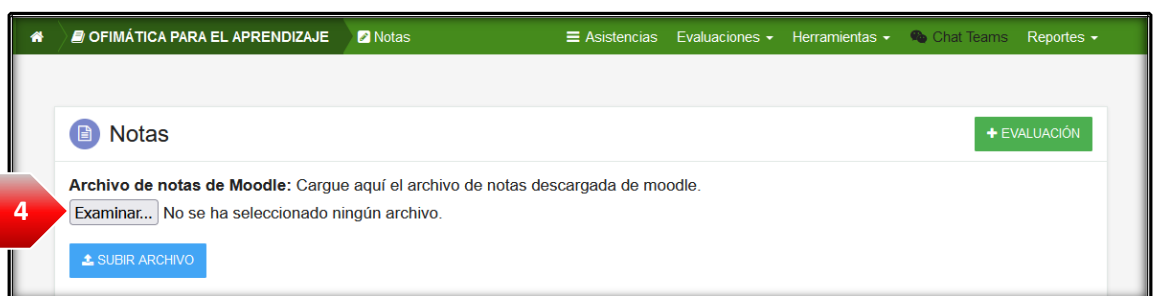 OFIMÁTICA PARA EL APRENDIZAJE Notas Asistencias Evaluaciones Herramientas Chat Teams Reportes
Notas
+ EVALUACIÓN
Archivo de notas de Moodle: Cargue aquí el archivo de notas descargada de moodle.
4
Examinar... No se ha seleccionado ningún archivo.
SUBIR ARCHIVO